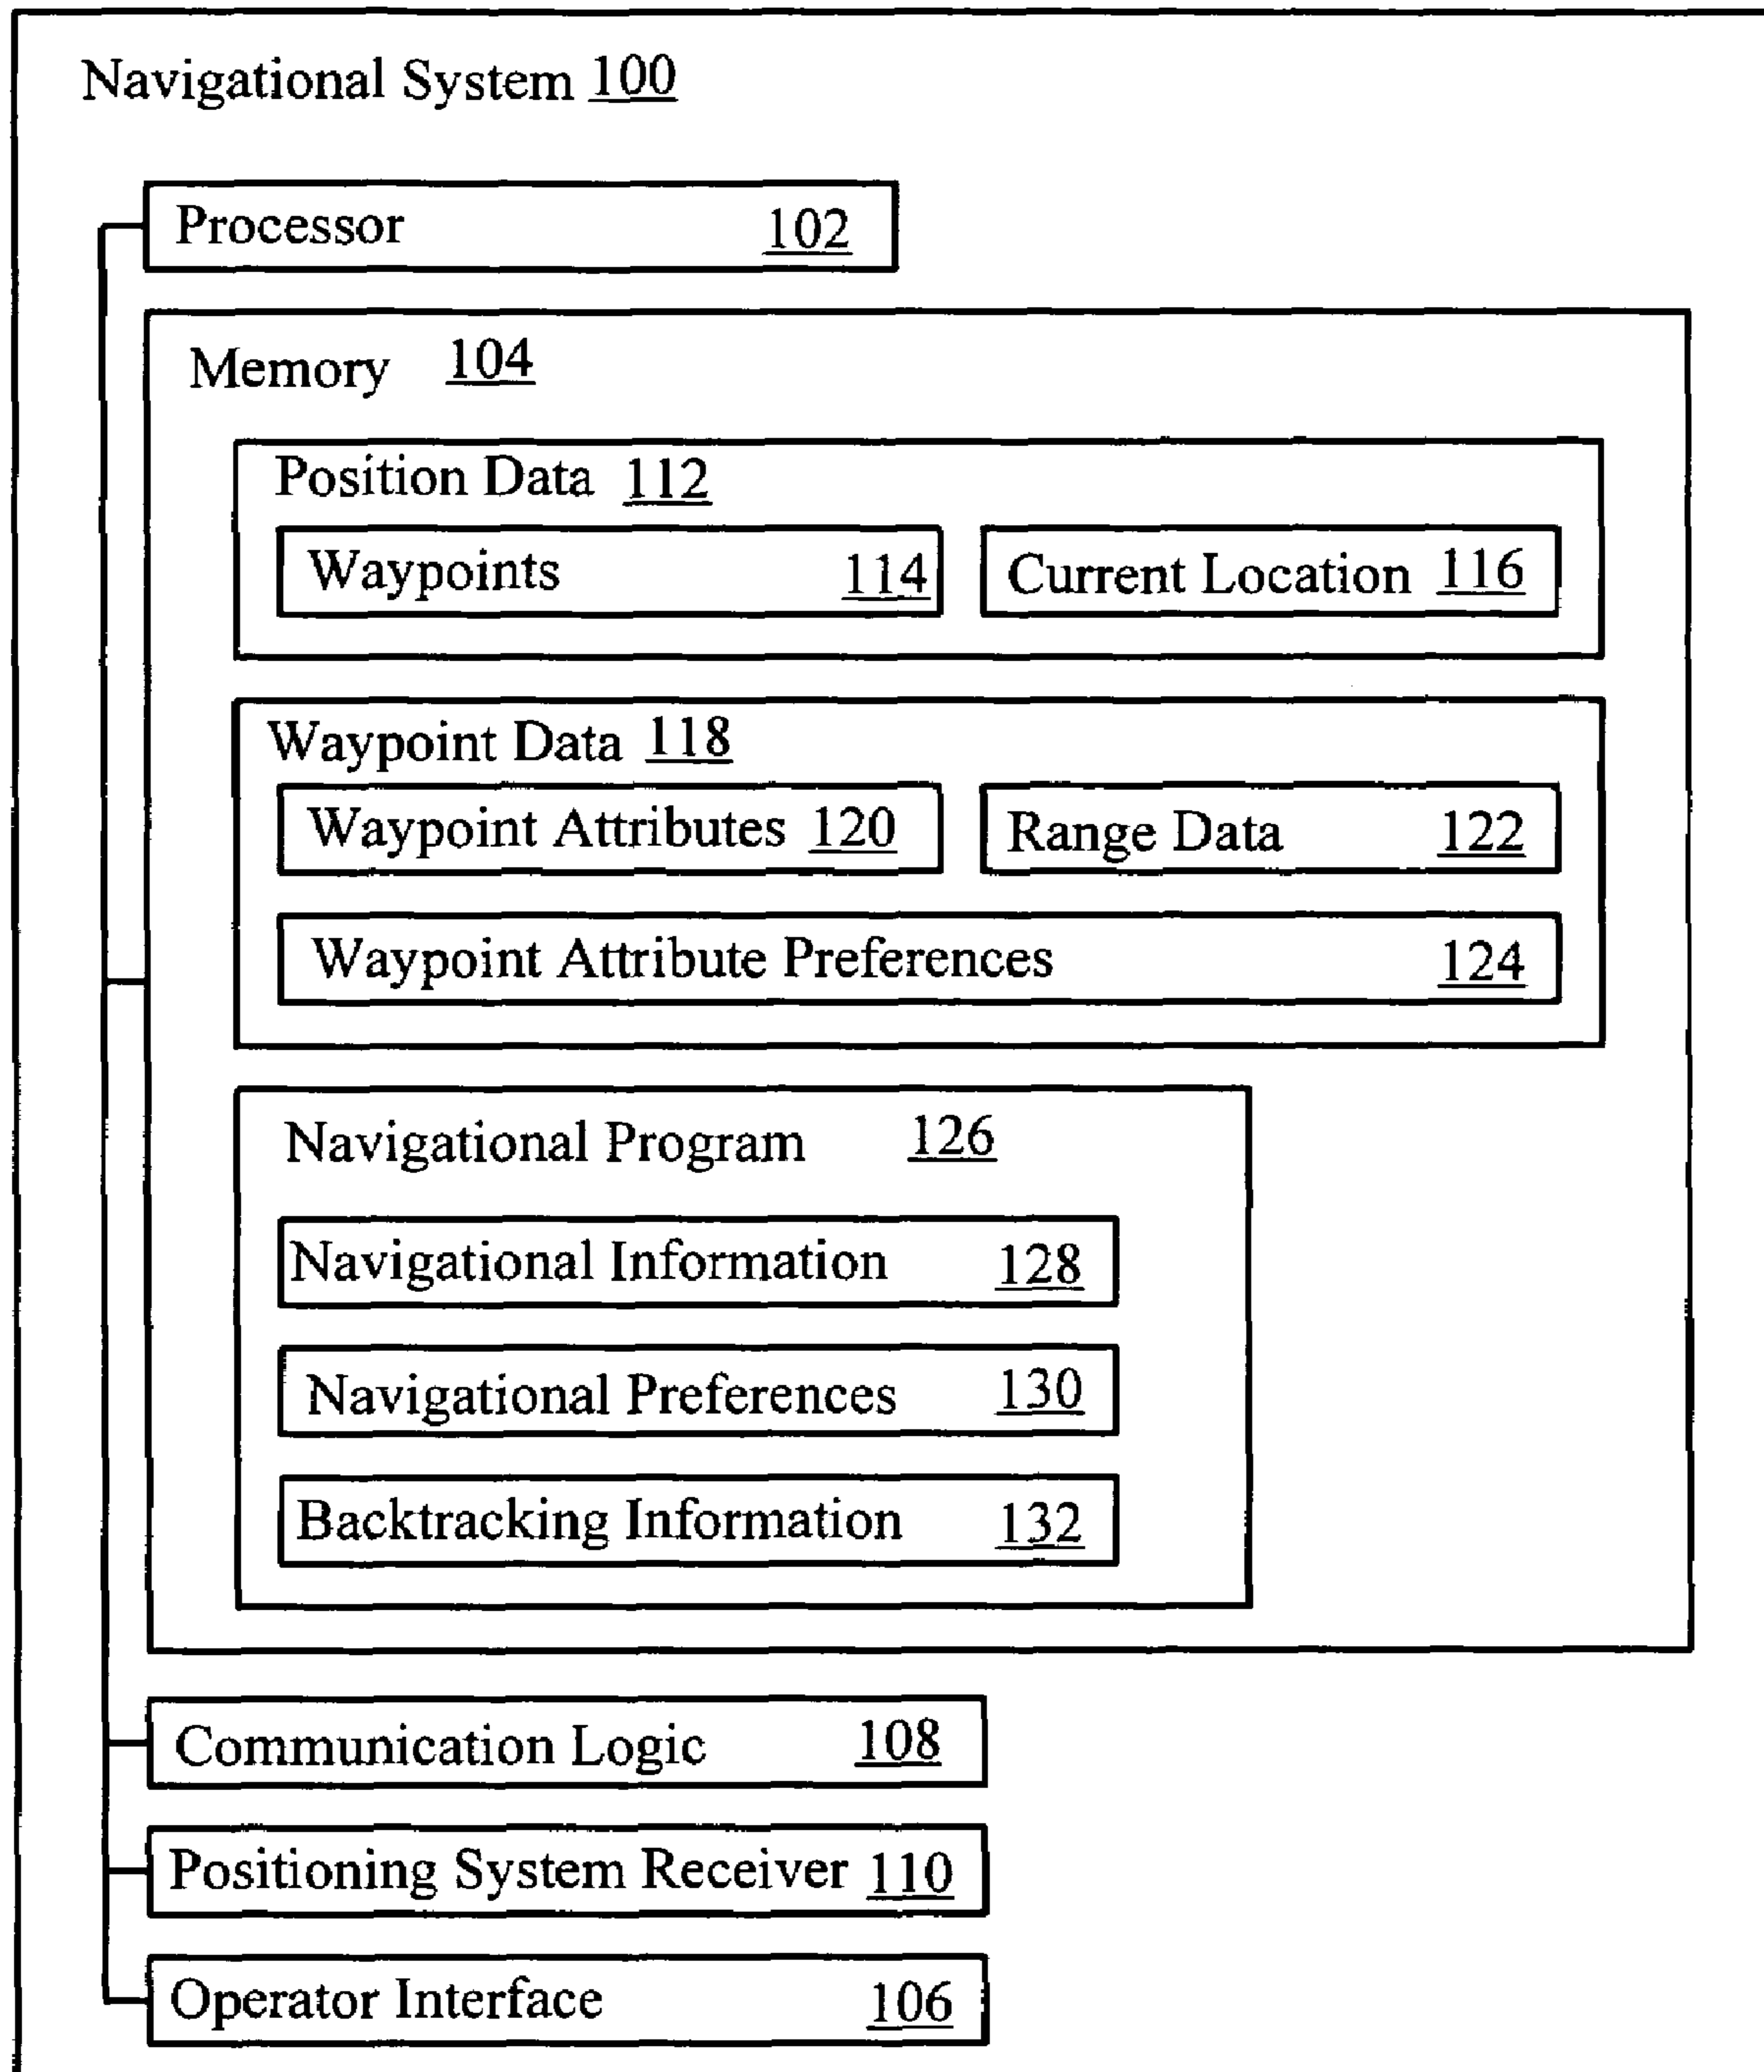 Navigational System 100
Processor 102
Memory 104
Position Data 112
Waypoints 114
Current Location 116
Waypoint Data 118
Waypoint Attributes 120
Range Data 122
Waypoint Attribute Preferences 124
Navigational Program 126
Navigational Information 128
Navigational Preferences 130
Backtracking Information 132
Communication Logic 108
Positioning System Receiver 110
Operator Interface 106